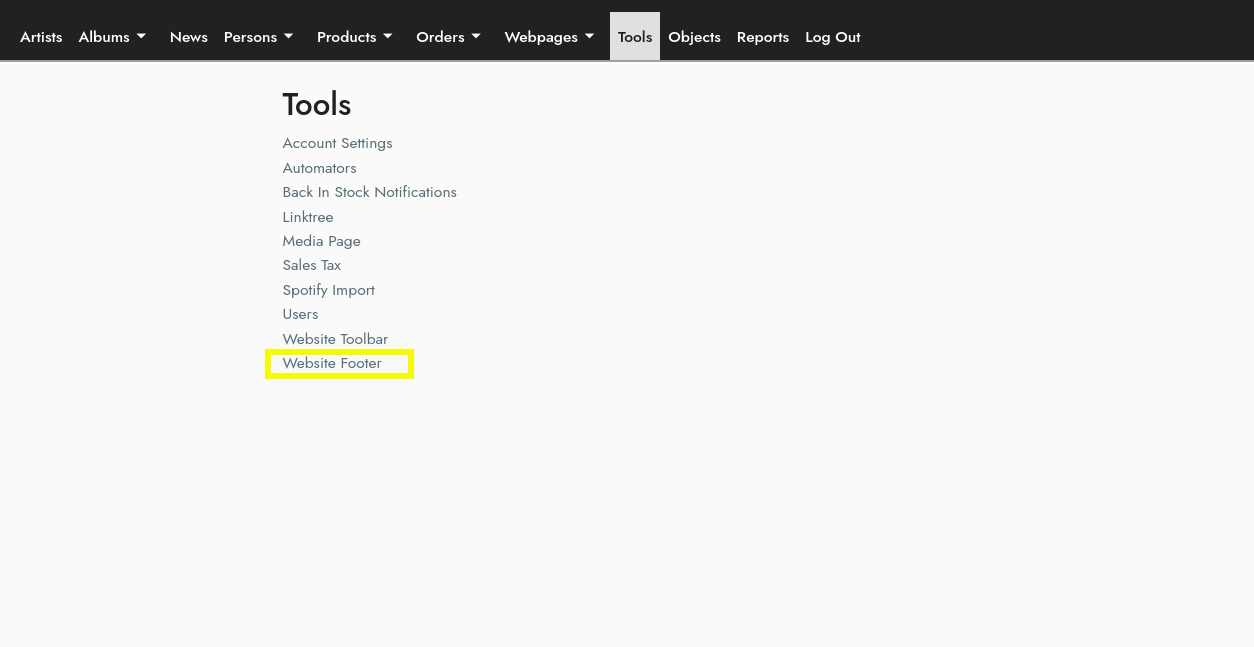 Artists Albums News Persons Products Orders Webpages Tools Objects Reports Log Out
Tools
Account Settings
Automators
Back In Stock Notifications
Linktree
Media Page
Sales Tax
Spotify Import
Users
Website Toolbar
Website Footer